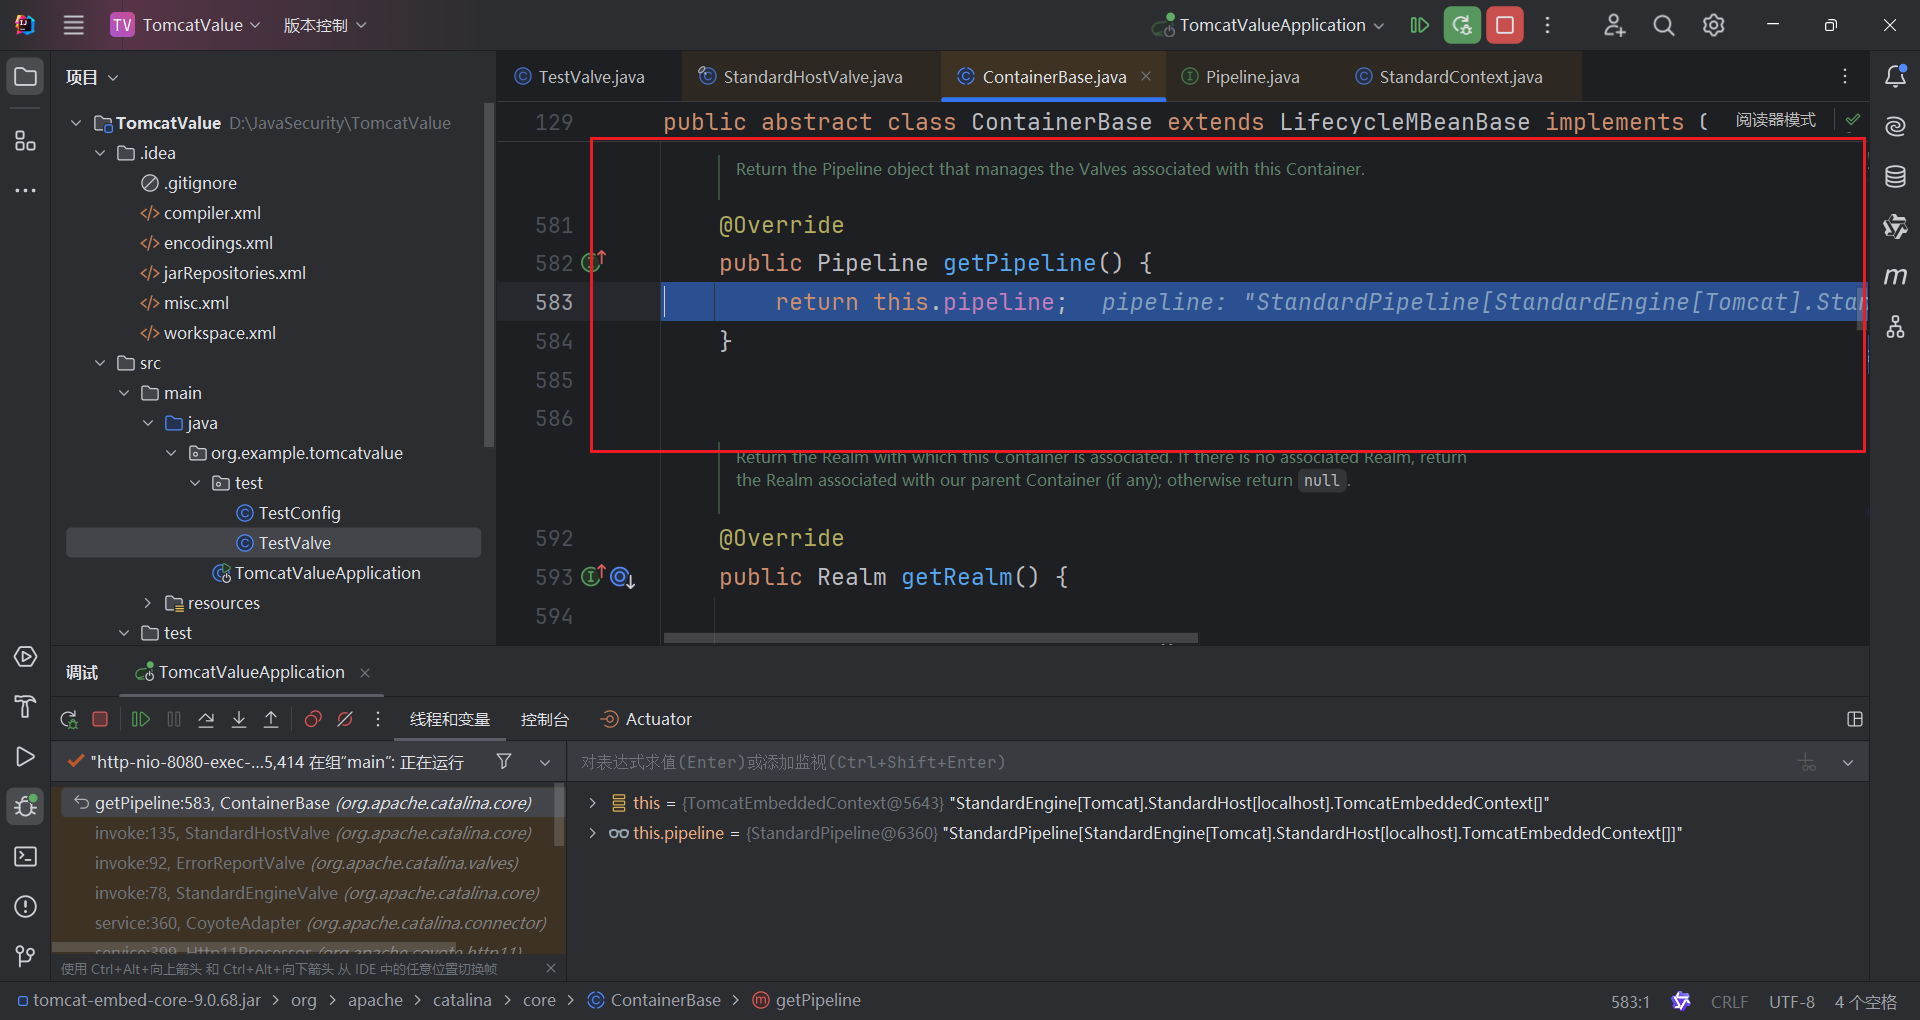 TV TomcatValue 版本控制 TomcatValueApplication
项目
TomcatValue D:\JavaSecurity\TomcatValue
.idea
.gitignore
compiler.xml
encodings.xml
jarRepositories.xml
misc.xml
workspace.xml
src
main
java
org.example.tomcatvalue
test
TestConfig
TestValve
TomcatValueApplication
resources
test
TestValve.java StandardHostValve.java ContainerBase.java Pipeline.java StandardContext.java
129 public abstract class ContainerBase extends LifecycleMBeanBase implements C 阅读器模式
Return the Pipeline object that manages the Valves associated with this Container.
581 @Override
582 public Pipeline getPipeline() {
583 return this.pipeline; pipeline: "StandardPipeline[StandardEngine[Tomcat].Stan
584 }
585
586
Return the Realm with which this Container is associated. If there is no associated Realm, return
the Realm associated with our parent Container (if any); otherwise return null.
592 @Override
593 public Realm getRealm() {
594
调试 TomcatValueApplication
线程和变量 控制台 Actuator
"http-nio-8080-exec-...5,414 在组"main": 正在运行
getPipeline:583, ContainerBase (org.apache.catalina.core)
invoke:135, StandardHostValve (org.apache.catalina.core)
invoke:92, ErrorReportValve (org.apache.catalina.valves)
invoke:78, StandardEngineValve (org.apache.catalina.core)
service:360, CoyoteAdapter (org.apache.catalina.connector)
service:399, Http11Processor (org.apache.coyote.http11)
使用 Ctrl+Alt+向上箭头 和 Ctrl+Alt+向下箭头 从 IDE 中的任意位置切换帧
对表达式求值(Enter)或添加监视(Ctrl+Shift+Enter)
this = {TomcatEmbeddedContext@5643} "StandardEngine[Tomcat].StandardHost[localhost].TomcatEmbeddedContext[]"
this.pipeline = {StandardPipeline@6360} "StandardPipeline[StandardEngine[Tomcat].StandardHost[localhost].TomcatEmbeddedContext[]]"
tomcat-embed-core-9.0.68.jar > org > apache > catalina > core > ContainerBase > getPipeline 583:1 CRLF UTF-8 4 个空格